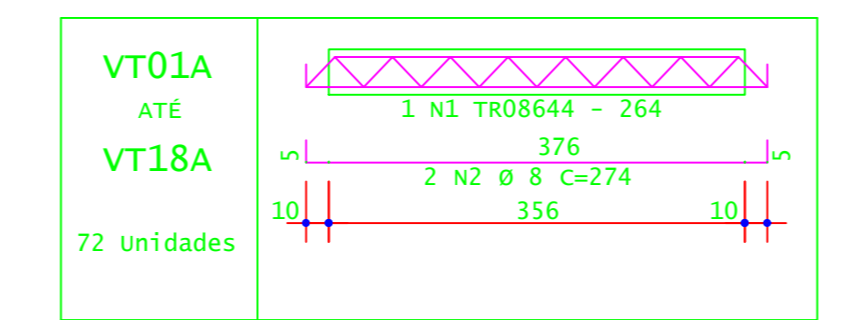 VT01A
ATÉ
VT18A
72 Unidades
1 N1 TR08644 - 264
5 376 5
2 N2 Ø 8 C=274
10 356 10